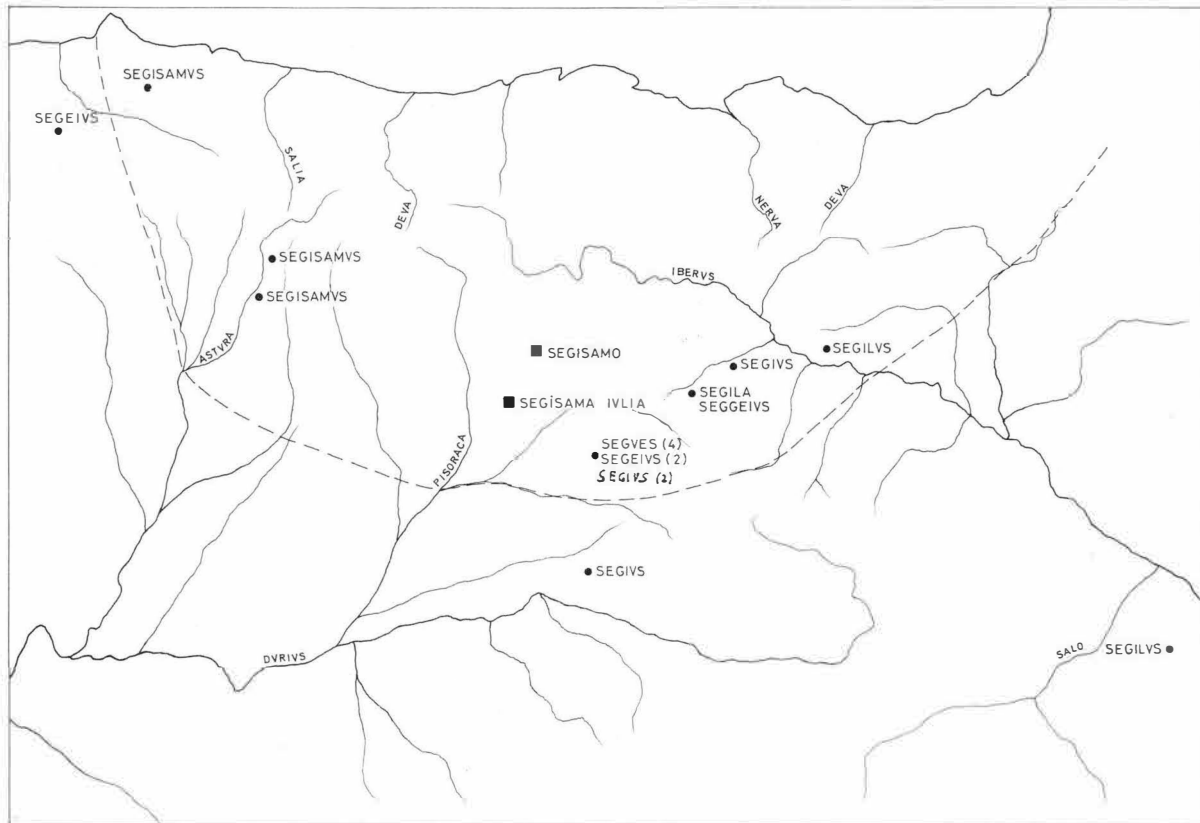 SEGISAMVS
SEGEIVS
SALIA
DEVA
NERVA
DEVA
SEGISAMVS
IBERVS
SEGISAMVS
ASTVRA
SEGISAMO
SEGILVS
SEGIVS
SEGILA
SEGGEIVS
SEGÍSAMA IVLIA
SEGVES (4)
SEGEIVS (2)
SEGIVS (2)
PISORACA
SEGIVS
DVRIVS
SALO
SEGILVS